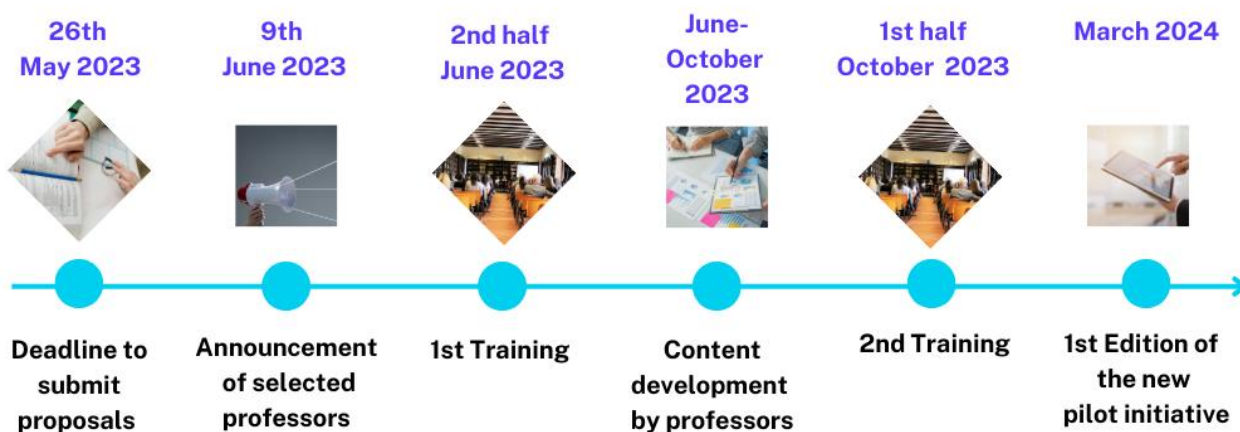 26th
May 2023
9th
June 2023
2nd half
June 2023
June-
October
2023
1st half
October 2023
March 2024
Deadline to
submit
proposals
Announcement
of selected
professors
1st Training
Content
development
by professors
2nd Training
1st Edition of
the new
pilot initiative